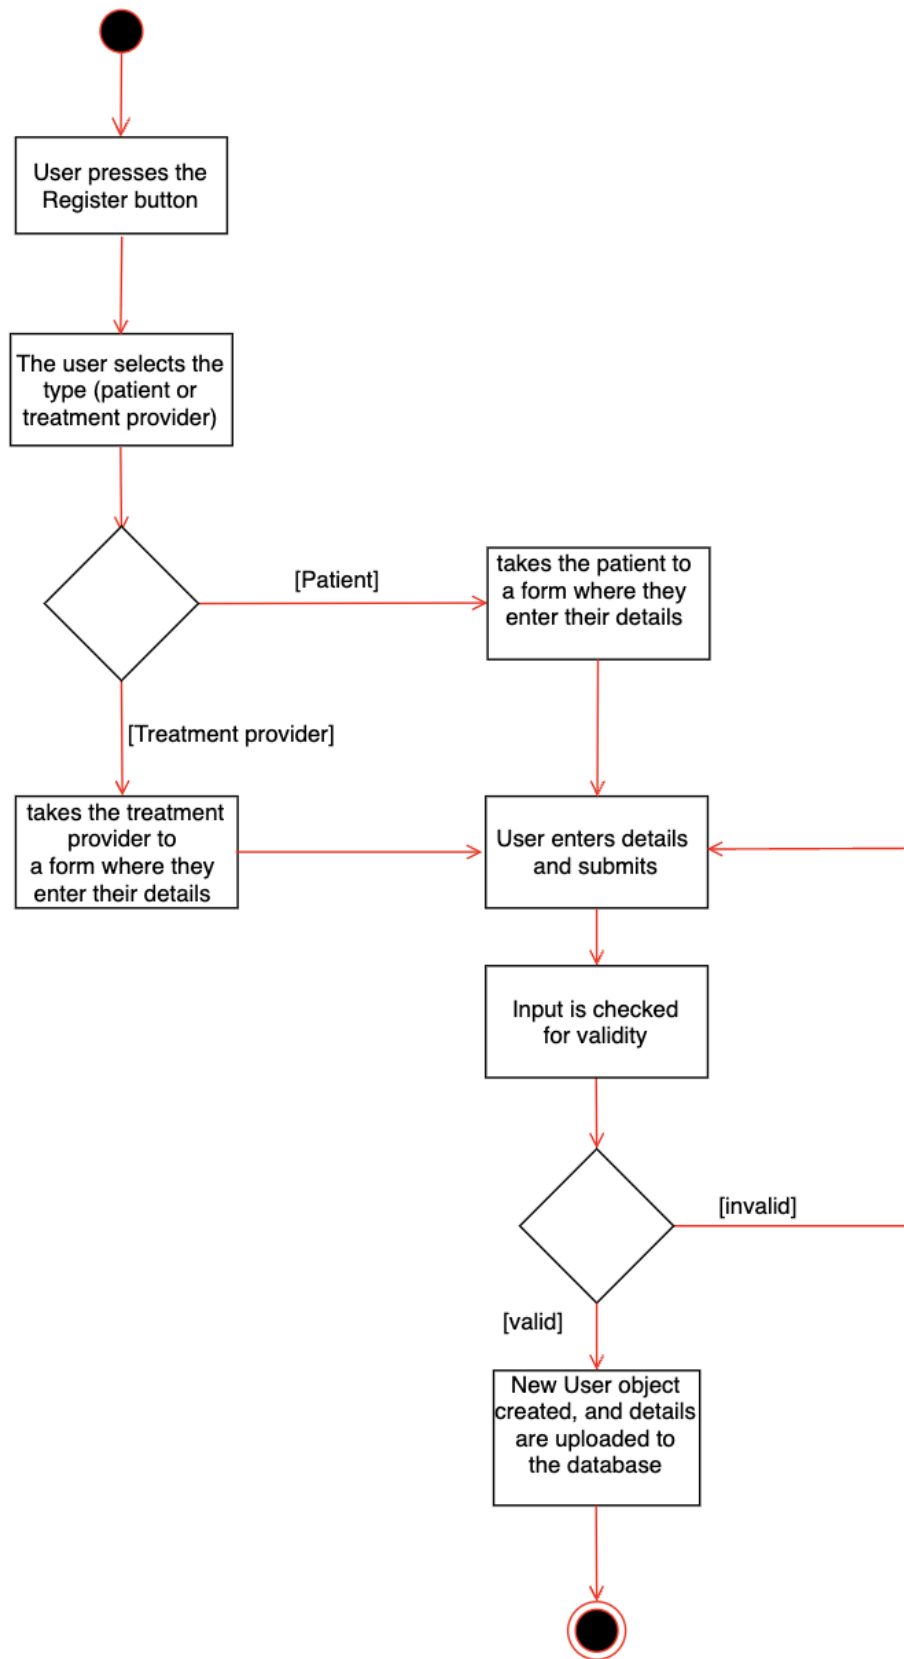 User presses the
Register button
The user selects the
type (patient or
treatment provider)
[Patient]
takes the patient to
a form where they
enter their details
[Treatment provider]
takes the treatment
provider to
a form where they
enter their details
User enters details
and submits
Input is checked
for validity
[invalid]
[valid]
New User object
created, and details
are uploaded to
the database